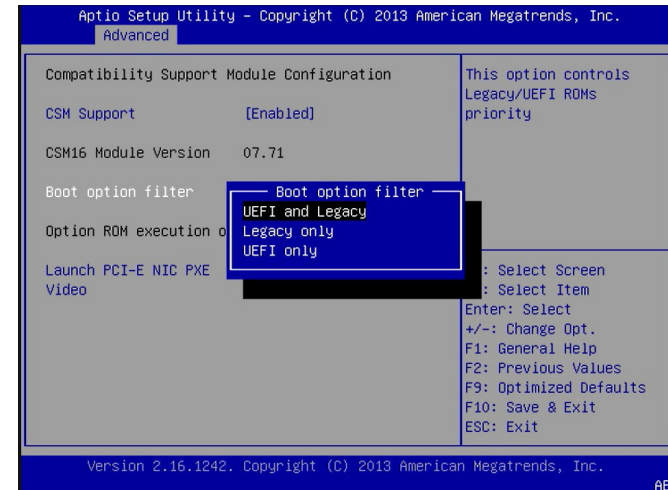 Aptio Setup Utility - Copyright (C) 2013 American Megatrends, Inc.
Advanced
Compatibility Support Module Configuration
CSM Support [Enabled]
CSM16 Module Version 07.71
Boot option filter
Option ROM execution o
Launch PCI-E NIC PXE
Video
Boot option filter
UEFI and Legacy
Legacy only
UEFI only
This option controls
Legacy/UEFI ROMs
priority
: Select Screen
: Select Item
Enter: Select
+/-: Change Opt.
F1: General Help
F2: Previous Values
F9: Optimized Defaults
F10: Save & Exit
ESC: Exit
Version 2.16.1242. Copyright (C) 2013 American Megatrends, Inc.